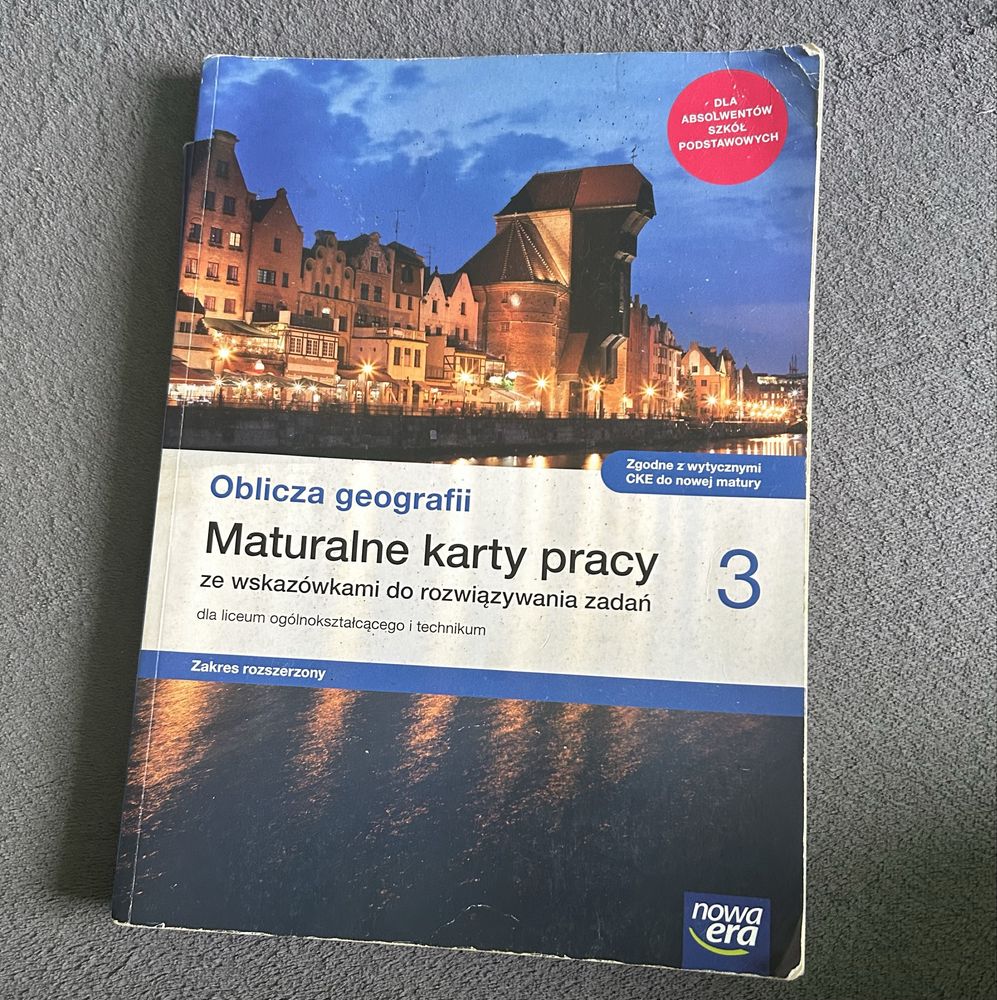 DLA
ABSOLWENTÓW
SZKÓŁ
PODSTAWOWYCH
Zgodne z wytycznymi
CKE do nowej matury
Oblicza geografii
Maturalne karty pracy
3
ze wskazówkami do rozwiązywania zadań
dla liceum ogólnokształcącego i technikum
Zakres rozszerzony
nowa
era